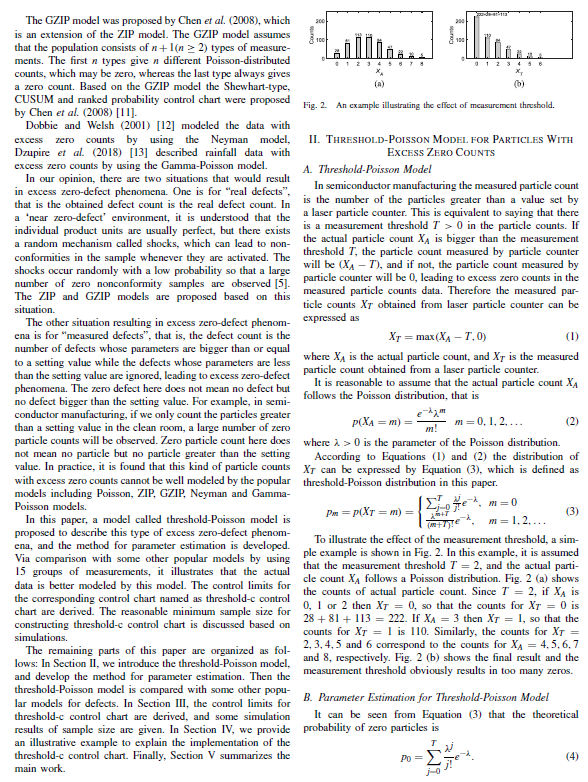 The GZIP model was proposed by Chen et al. (2008), which
is an extension of the ZIP model. The GZIP model assumes
that the population consists of n + 1(n ≥ 2) types of measure-
ments. The first n types give n different Poisson-distributed
counts, which may be zero, whereas the last type always gives
a zero count. Based on the GZIP model the Shewhart-type,
CUSUM and ranked probability control chart were proposed
by Chen et al. (2008) [11].
Dobbie and Welsh (2001) [12] modeled the data with
excess zero counts by using the Neyman model,
Dzupire et al. (2018) [13] described rainfall data with
excess zero counts by using the Gamma-Poisson model.
In our opinion, there are two situations that would result
in excess zero-defect phenomena. One is for “real defects”,
that is the obtained defect count is the real defect count. In
a ‘near zero-defect’ environment, it is understood that the
individual product units are usually perfect, but there exists
a random mechanism called shocks, which can lead to non-
conformities in the sample whenever they are activated. The
shocks occur randomly with a low probability so that a large
number of zero nonconformity samples are observed [5].
The ZIP and GZIP models are proposed based on this
situation.
The other situation resulting in excess zero-defect phenom-
ena is for “measured defects”, that is, the defect count is the
number of defects whose parameters are bigger than or equal
to a setting value while the defects whose parameters are less
than the setting value are ignored, leading to excess zero-defect
phenomena. The zero defect here does not mean no defect but
no defect bigger than the setting value. For example, in semi-
conductor manufacturing, if we only count the particles greater
than a setting value in the clean room, a large number of zero
particle counts will be observed. Zero particle count here does
not mean no particle but no particle greater than the setting
value. In practice, it is found that this kind of particle counts
with excess zero counts cannot be well modeled by the popular
models including Poisson, ZIP, GZIP, Neyman and Gamma-
Poisson models.
In this paper, a model called threshold-Poisson model is
proposed to describe this type of excess zero-defect phenom-
ena, and the method for parameter estimation is developed.
Via comparison with some other popular models by using
15 groups of measurements, it illustrates that the actual
data is better modeled by this model. The control limits for
the corresponding control chart named as threshold-c control
chart are derived. The reasonable minimum sample size for
constructing threshold-c control chart is discussed based on
simulations.
The remaining parts of this paper are organized as fol-
lows: In Section II, we introduce the threshold-Poisson model,
and develop the method for parameter estimation. Then the
threshold-Poisson model is compared with some other popu-
lar models for defects. In Section III, the control limits for
threshold-c control chart are derived, and some simulation
results of sample size are given. In Section IV, we provide
an illustrative example to explain the implementation of the
threshold-c control chart. Finally, Section V summarizes the
main work.
Counts
200
100
0
0 1 2 3 4 5 6 7 8
X_A
(a)
Counts
200
100
0
0 1 2 3 4 5 6
X_T
(b)
Fig. 2. An example illustrating the effect of measurement threshold.
II. THRESHOLD-POISSON MODEL FOR PARTICLES WITH
EXCESS ZERO COUNTS
A. Threshold-Poisson Model
In semiconductor manufacturing the measured particle count
is the number of the particles greater than a value set by
a laser particle counter. This is equivalent to saying that there
is a measurement threshold T > 0 in the particle counts. If
the actual particle count X_A is bigger than the measurement
threshold T, the particle count measured by particle counter
will be (X_A − T), and if not, the particle count measured by
particle counter will be 0, leading to excess zero counts in the
measured particle counts data. Therefore the measured par-
ticle counts X_T obtained from laser particle counter can be
expressed as
X_T = max(X_A − T, 0) (1)
where X_A is the actual particle count, and X_T is the measured
particle count obtained from a laser particle counter.
It is reasonable to assume that the actual particle count X_A
follows the Poisson distribution, that is
p(X_A = m) = e^{−λ}λ^m / m! m = 0, 1, 2, . . . (2)
where λ > 0 is the parameter of the Poisson distribution.
According to Equations (1) and (2) the distribution of
X_T can be expressed by Equation (3), which is defined as
threshold-Poisson distribution in this paper.
p_m = p(X_T = m) = { ∑_{j=0}^{T} λ^j/j! e^{−λ}, m = 0
λ^{m+T}/(m+T)! e^{−λ}, m = 1, 2, . . . (3)
To illustrate the effect of the measurement threshold, a sim-
ple example is shown in Fig. 2. In this example, it is assumed
that the measurement threshold T = 2, and the actual parti-
cle count X_A follows a Poisson distribution. Fig. 2 (a) shows
the counts of actual particle count. Since T = 2, if X_A is
0, 1 or 2 then X_T = 0, so that the counts for X_T = 0 is
28 + 81 + 113 = 222. If X_A = 3 then X_T = 1, so that the
counts for X_T = 1 is 110. Similarly, the counts for X_T =
2, 3, 4, 5 and 6 correspond to the counts for X_A = 4, 5, 6, 7
and 8, respectively. Fig. 2 (b) shows the final result and the
measurement threshold obviously results in too many zeros.
B. Parameter Estimation for Threshold-Poisson Model
It can be seen from Equation (3) that the theoretical
probability of zero particles is
p_0 = ∑_{j=0}^{T} λ^j/j! e^{−λ}. (4)